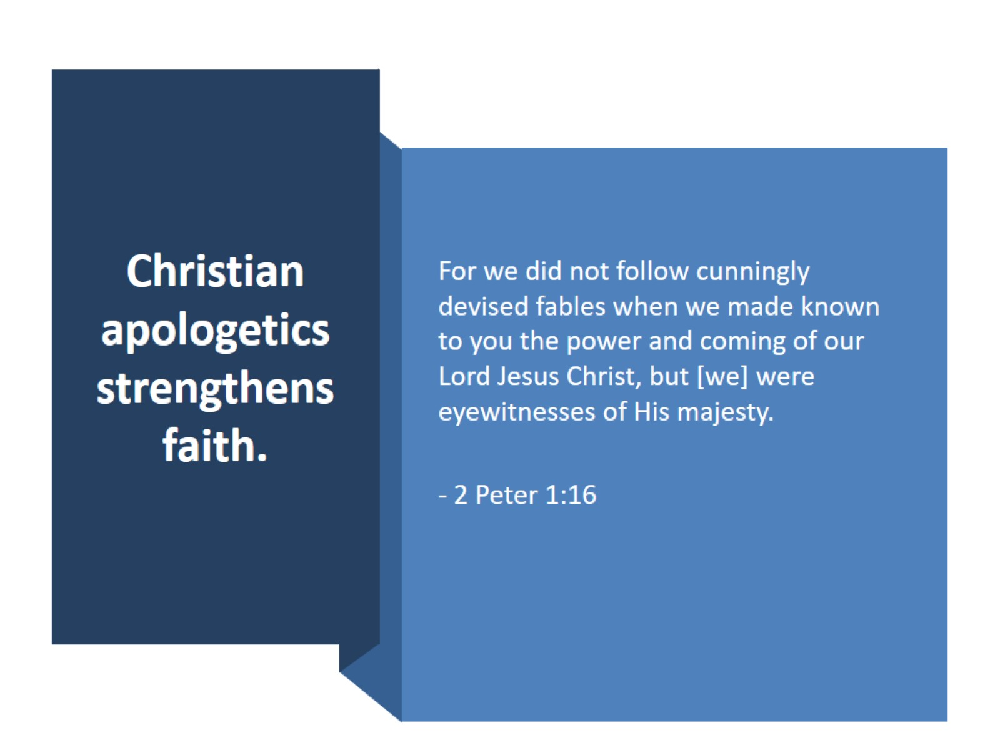 Christian
apologetics
strengthens
faith.
For we did not follow cunningly
devised fables when we made known
to you the power and coming of our
Lord Jesus Christ, but [we] were
eyewitnesses of His majesty.
- 2 Peter 1:16